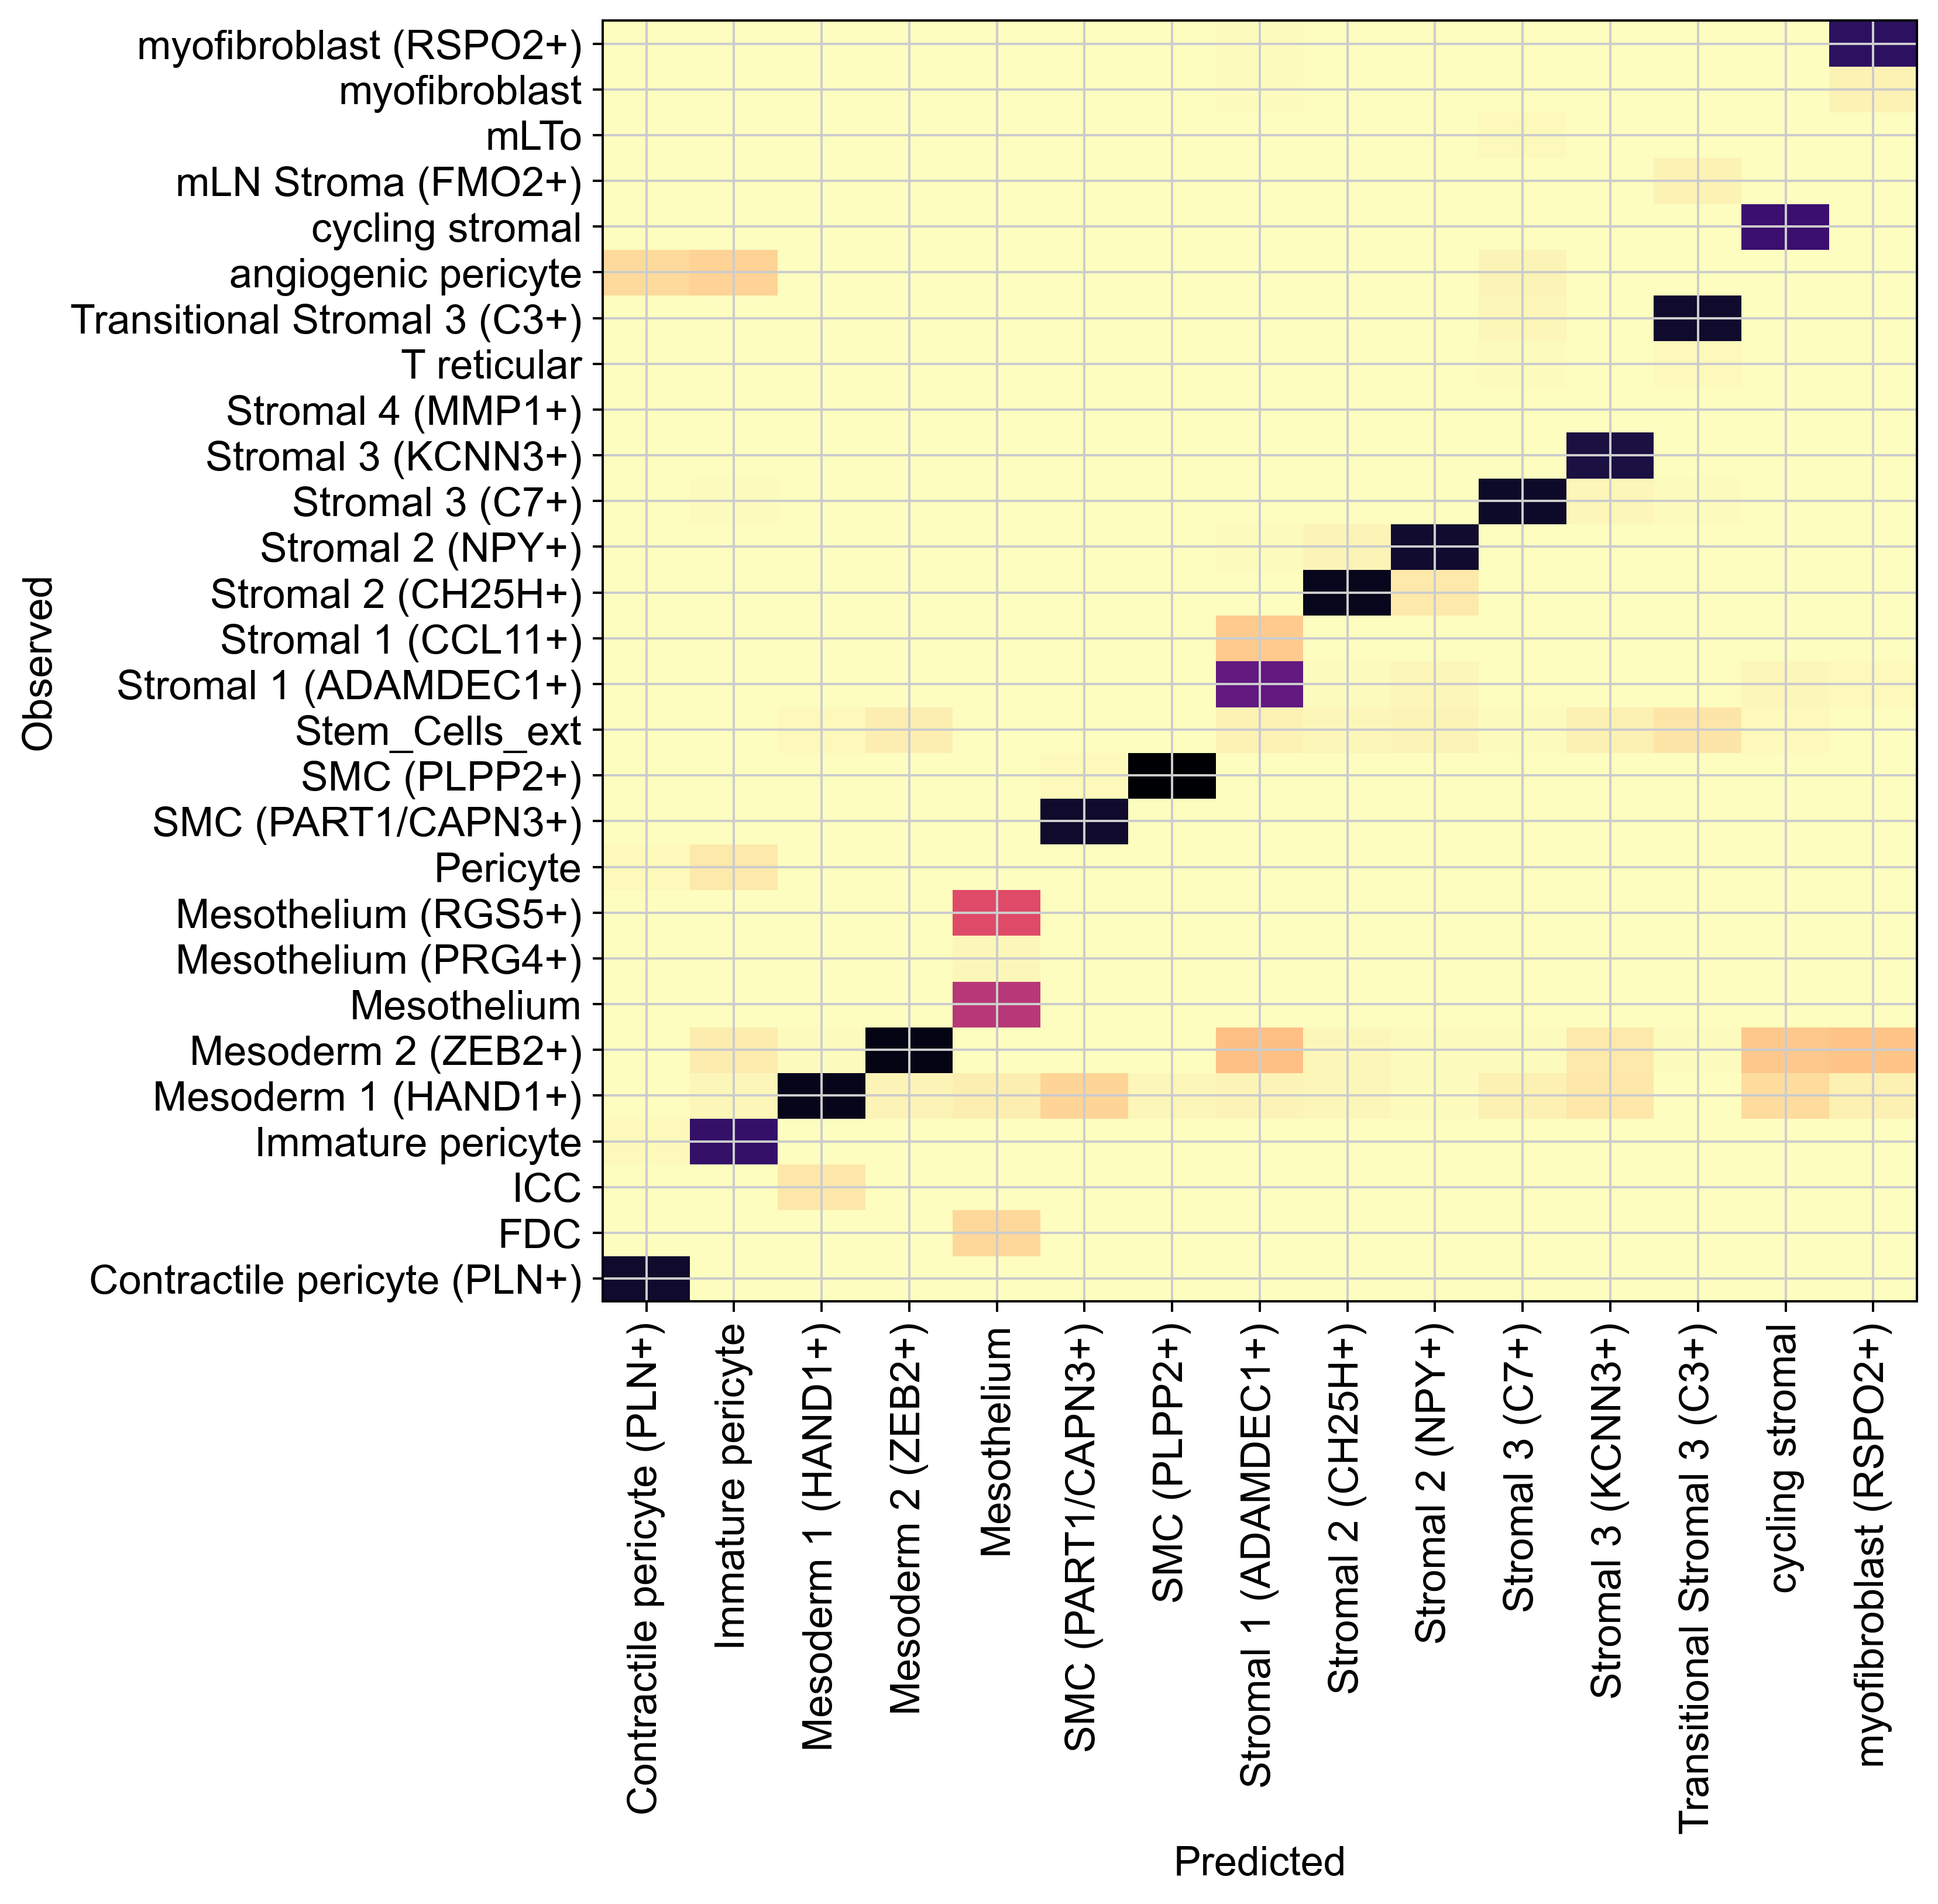 myofibroblast (RSPO2+)
myofibroblast
mLTo
mLN Stroma (FMO2+)
cycling stromal
angiogenic pericyte
Transitional Stromal 3 (C3+)
T reticular
Stromal 4 (MMP1+)
Stromal 3 (KCNN3+)
Stromal 3 (C7+)
Stromal 2 (NPY+)
Stromal 2 (CH25H+)
Stromal 1 (CCL11+)
Stromal 1 (ADAMDEC1+)
Stem_Cells_ext
SMC (PLPP2+)
SMC (PART1/CAPN3+)
Pericyte
Mesothelium (RGS5+)
Mesothelium (PRG4+)
Mesothelium
Mesoderm 2 (ZEB2+)
Mesoderm 1 (HAND1+)
Immature pericyte
ICC
FDC
Contractile pericyte (PLN+)
Observed
Contractile pericyte (PLN+)
Immature pericyte
Mesoderm 1 (HAND1+)
Mesoderm 2 (ZEB2+)
Mesothelium
SMC (PART1/CAPN3+)
SMC (PLPP2+)
Stromal 1 (ADAMDEC1+)
Stromal 2 (CH25H+)
Stromal 2 (NPY+)
Stromal 3 (C7+)
Stromal 3 (KCNN3+)
Transitional Stromal 3 (C3+)
cycling stromal
myofibroblast (RSPO2+)
Predicted